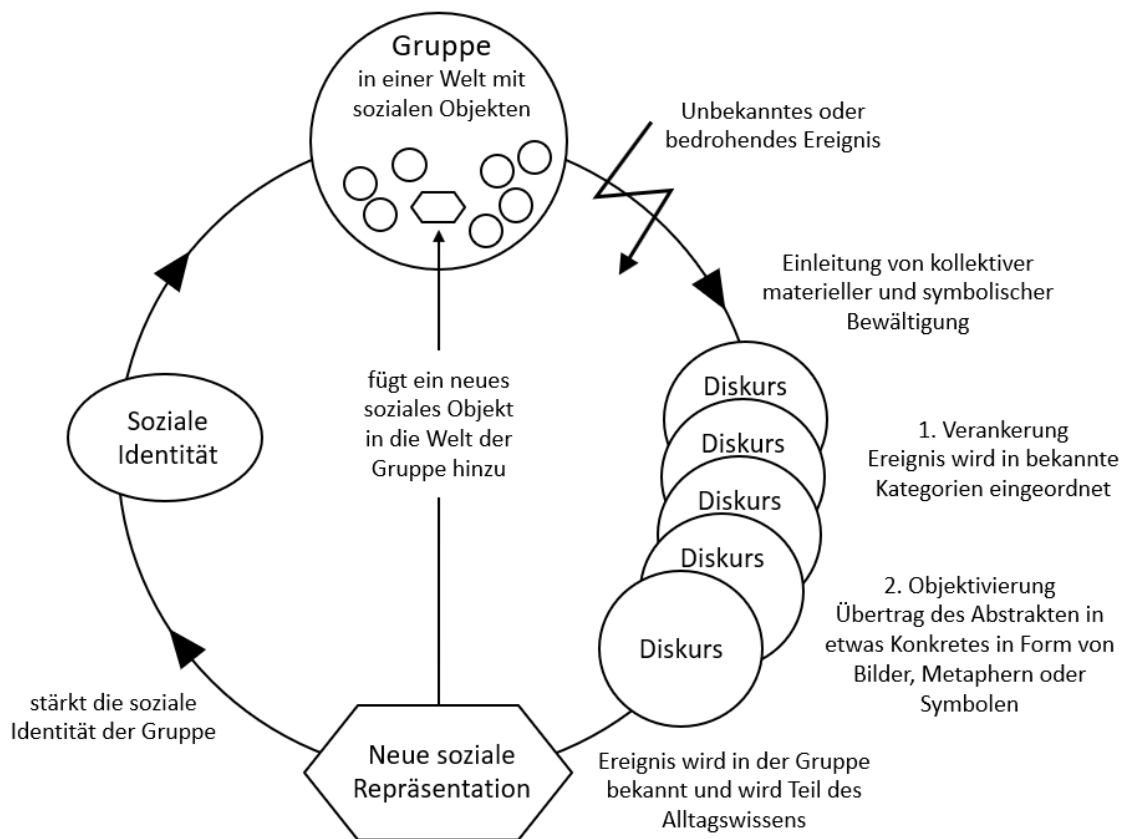 Gruppe
in einer Welt mit
sozialen Objekten
Unbekanntes oder
bedrohendes Ereignis
Einleitung von kollektiver
materieller und symbolischer
Bewältigung
Diskurs
Diskurs
Diskurs
Diskurs
Diskurs
1. Verankerung
Ereignis wird in bekannte
Kategorien eingeordnet
2. Objektivierung
Übertrag des Abstrakten in
etwas Konkretes in Form von
Bilder, Metaphern oder
Symbolen
Ereignis wird in der Gruppe
bekannt und wird Teil des
Alltagswissens
Neue soziale
Repräsentation
fügt ein neues
soziales Objekt
in die Welt der
Gruppe hinzu
stärkt die soziale
Identität der Gruppe
Soziale
Identität